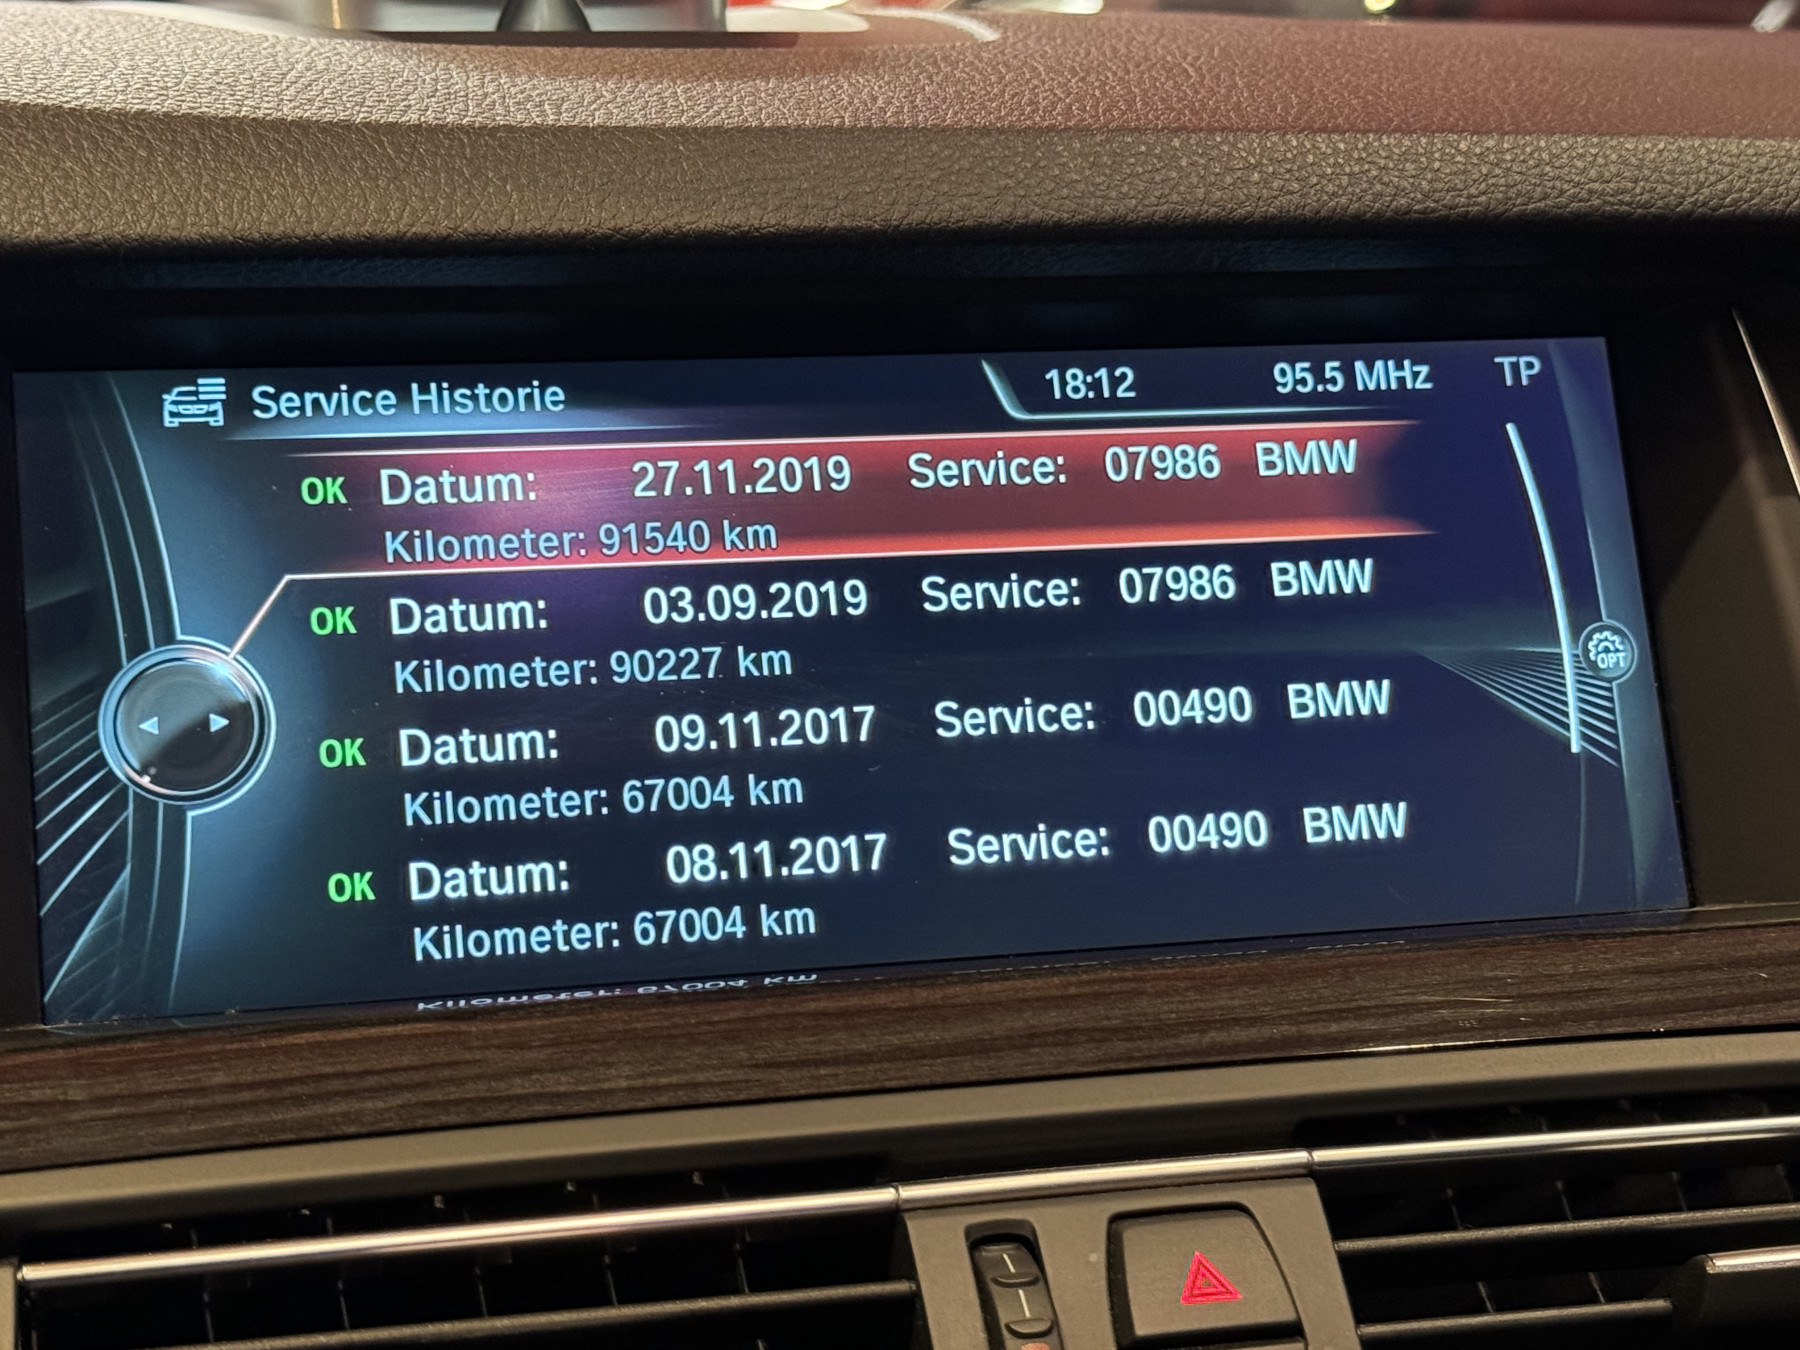 Service Historie 18:12 95.5 MHz TP
OK Datum: 27.11.2019 Service: 07986 BMW
Kilometer: 91540 km
OK Datum: 03.09.2019 Service: 07986 BMW
Kilometer: 90227 km
OPT
OK Datum: 09.11.2017 Service: 00490 BMW
Kilometer: 67004 km
OK Datum: 08.11.2017 Service: 00490 BMW
Kilometer: 67004 km